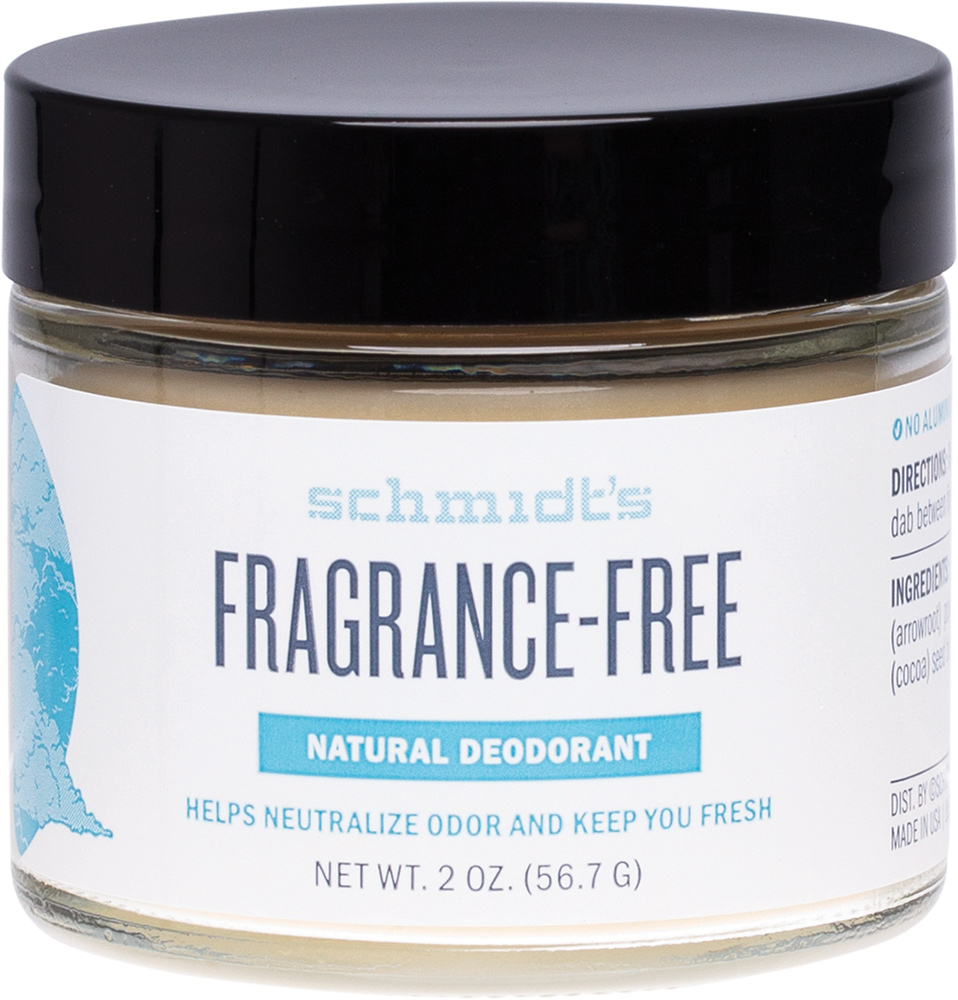 schmidt's
FRAGRANCE-FREE
NATURAL DEODORANT
HELPS NEUTRALIZE ODOR AND KEEP YOU FRESH
NET WT. 2 OZ. (56.7 G)
NO
DIRECTIONS:
dab between
INGREDIENTS
(arrowroot)
(cocoa) seed
DIST. BY
MADE IN USA